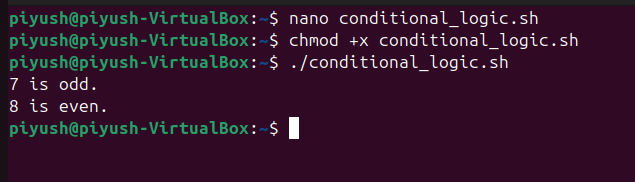 piyush@piyush-VirtualBox:~$ nano conditional_logic.sh
piyush@piyush-VirtualBox:~$ chmod +x conditional_logic.sh
piyush@piyush-VirtualBox:~$ ./conditional_logic.sh
7 is odd.
8 is even.
piyush@piyush-VirtualBox:~$